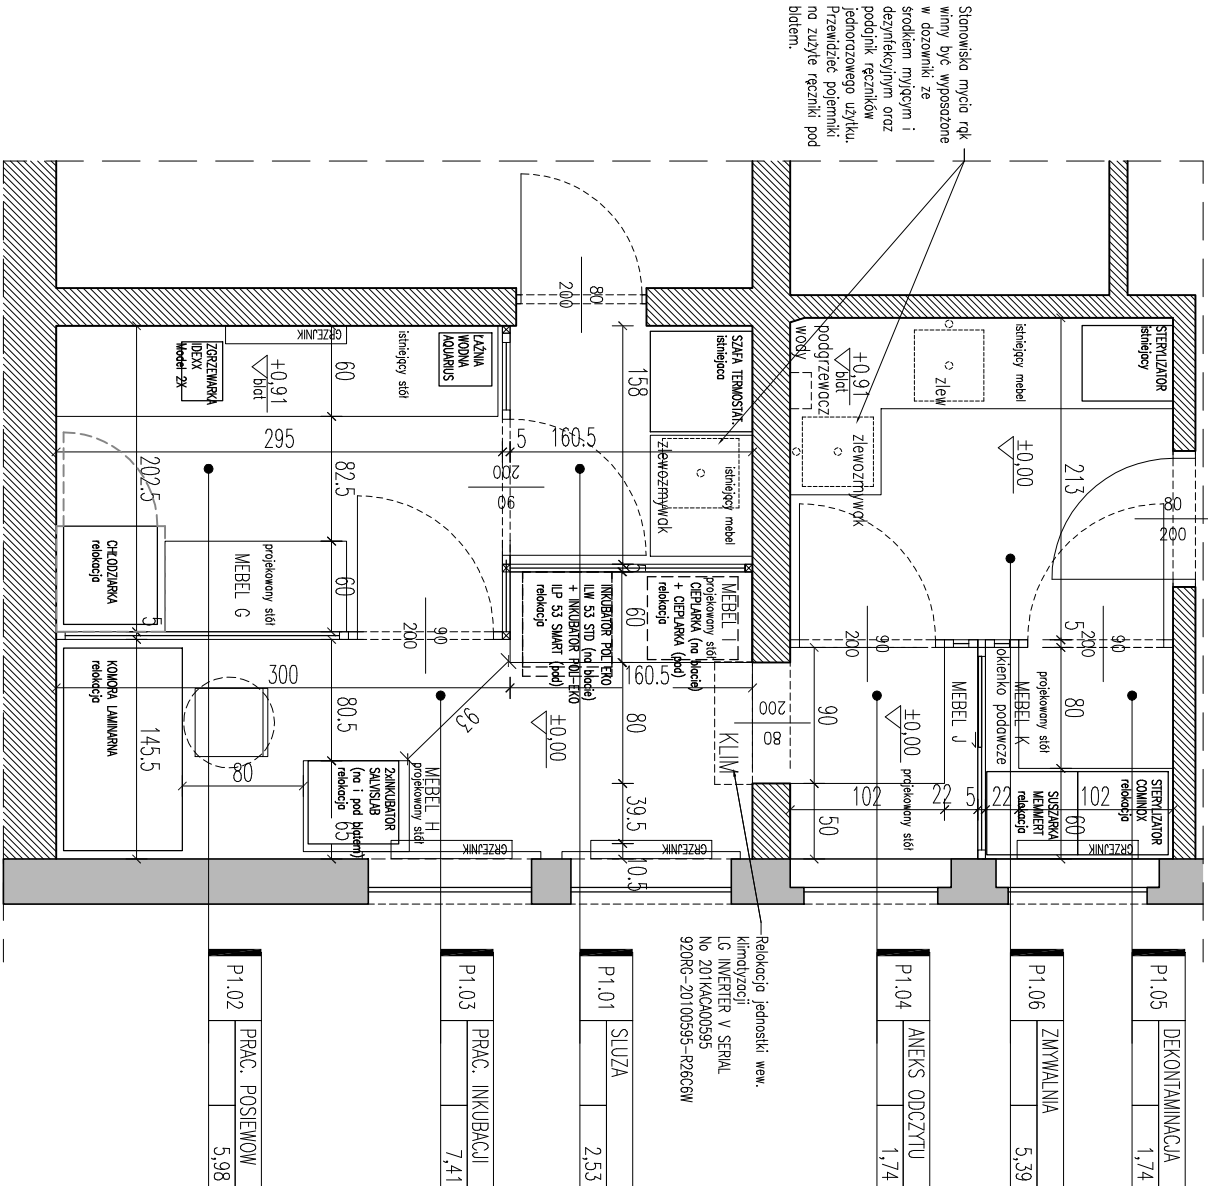 Stanowiska mycia rąk
winny być wyposażone
w dozowniki ze
środkiem myjącym i
dezynfekcyjnym oraz
podajnik ręczników
jednorazowego użytku.
Przewidzieć pojemniki
na zużyte ręczniki pod
blatem.
STERYLIZATOR
istniejący
istniejący mebel
zlew
podgrzewacz
wody
+0,91
blat
zlewozmywak
±0,00
213
80
200
90
200
5
90
200
okienko podawcze
MEBEL K
projekowany stół
80
MEBEL J
±0,00
projekowany stół
90
50
102
22
5
22
102
60
STERYLIZATOR
COMINOX
relokacja
SUSZARKA
MEMMERT
relokacja
GRZEJNIK
SZAFA TERMOSTAT.
istniejąca
158
istniejący mebel
zlewozmywak
80
200
5
160.5
90
200
5
60
MEBEL
projekowany stół
CIEPLARKA (na blacie)
+ CIEPLARKA (pod)
relokacja
INKUBATOR POL-EKO
ILW 53 STD (na blacie)
+ INKUBATOR POL-EKO
ILP 53 SMART (pod)
relokacja
160.5
80
200
80
KLIM
±0,00
39.5
10.5
GRZEJNIK
GRZEJNIK
GRZEJNIK
ŁAŹNIA
WODNA
AQUARIUS
istniejący stół
ZGRZEWARKA
IDEXX
Model 2X
+0,91
blat
60
295
82.5
202.5
60
5
projekowany stół
MEBEL G
CHŁODZIARKA
relokacja
90
200
300
93
80.5
80
145.5
65
KOMORA LAMINARNA
relokacja
MEBEL H
projekowany stół
2xINKUBATOR
SALVISLAB
(na i pod blatem)
relokacja
Relokacja jednostki wew.
klimatyzacji
LG INVERTER V SERIAL
No 201KACA00595
920RG-20100595-R26C6W
P1.05 DEKONTAMINACJA
1,74
P1.06 ZMYWALNIA
5,39
P1.04 ANEKS ODCZYTU
1,74
P1.01 SLUZA
2,53
P1.03 PRAC. INKUBACJI
7,41
P1.02 PRAC. POSIEWOW
5,98